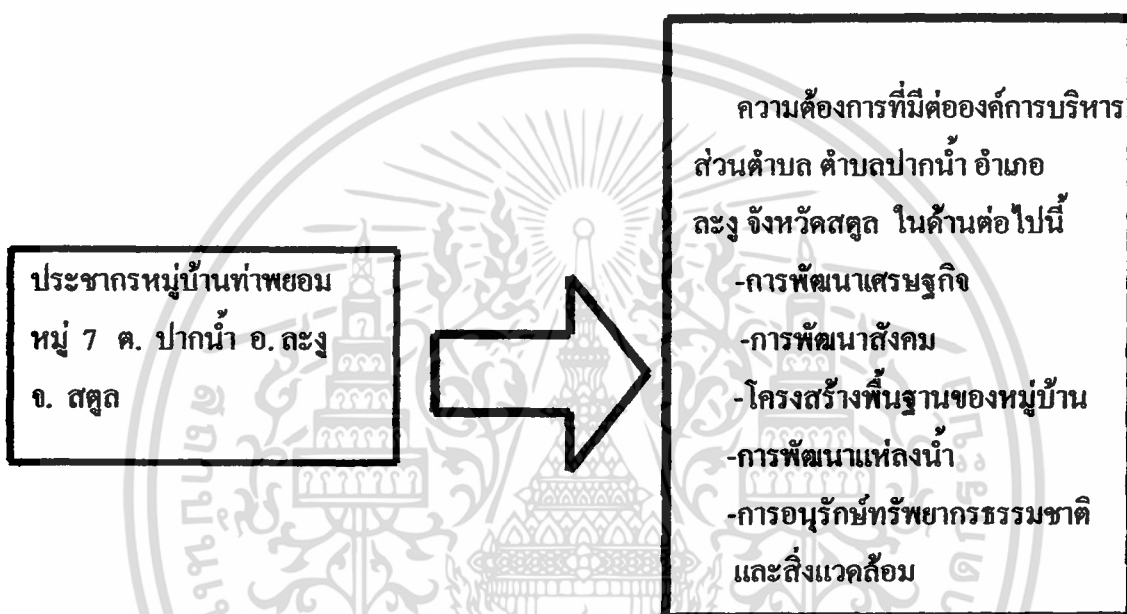 ประชากรหมู่บ้านท่าพยอม
หมู่ 7 ต. ปากน้ำ อ. ละงู
จ. สตูล
ความต้องการที่มีต่อองค์การบริหาร
ส่วนตำบล ตำบลปากน้ำ อำเภอ
ละงู จังหวัดสตูล ในด้านต่อไปนี้
-การพัฒนาเศรษฐกิจ
-การพัฒนาสังคม
-โครงสร้างพื้นฐานของหมู่บ้าน
-การพัฒนาแห่ลงน้ำ
-การอนุรักษ์ทรัพยากรธรรมชาติ
และสิ่งแวดล้อม